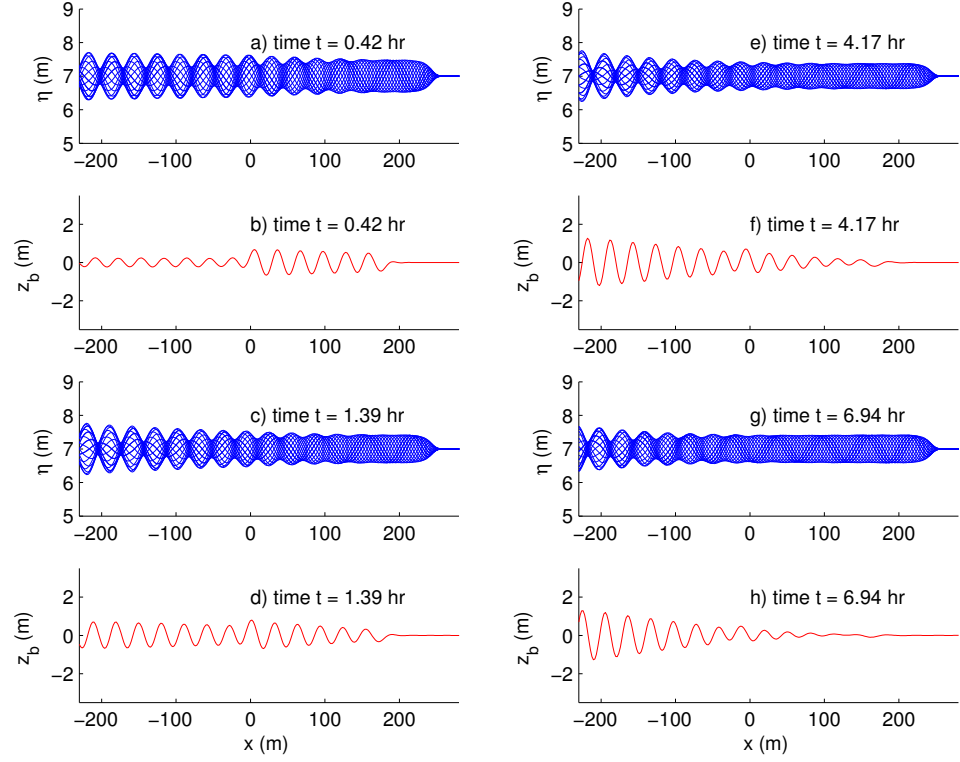 9
8
7
6
5
η (m)
a) time t = 0.42 hr
−200 −100 0 100 200
2
0
−2
z_b (m)
b) time t = 0.42 hr
−200 −100 0 100 200
9
8
7
6
5
η (m)
c) time t = 1.39 hr
−200 −100 0 100 200
2
0
−2
z_b (m)
d) time t = 1.39 hr
−200 −100 0 100 200
x (m)
9
8
7
6
5
η (m)
e) time t = 4.17 hr
−200 −100 0 100 200
2
0
−2
z_b (m)
f) time t = 4.17 hr
−200 −100 0 100 200
9
8
7
6
5
η (m)
g) time t = 6.94 hr
−200 −100 0 100 200
2
0
−2
z_b (m)
h) time t = 6.94 hr
−200 −100 0 100 200
x (m)